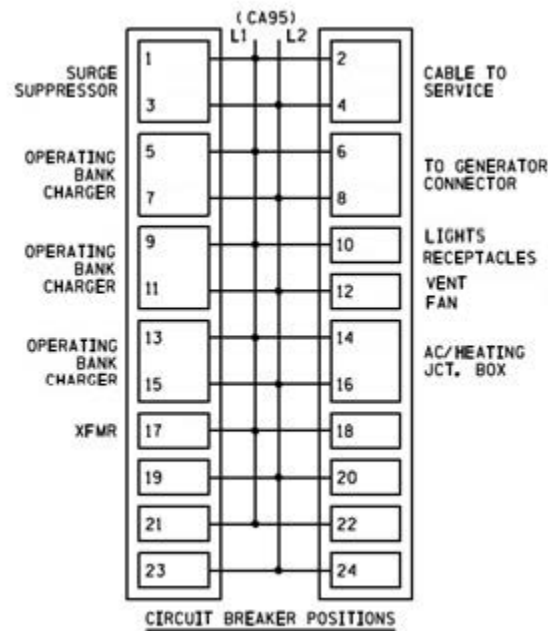 (CA95)
L1 L2
SURGE
SUPPRESSOR
1
3
2
4
CABLE TO
SERVICE
OPERATING
BANK
CHARGER
5
7
6
8
TO GENERATOR
CONNECTOR
OPERATING
BANK
CHARGER
9
11
10
LIGHTS
RECEPTACLES
12
VENT
FAN
OPERATING
BANK
CHARGER
13
15
14
16
AC/HEATING
JCT. BOX
XFMR 17 18
19 20
21 22
23 24
CIRCUIT BREAKER POSITIONS